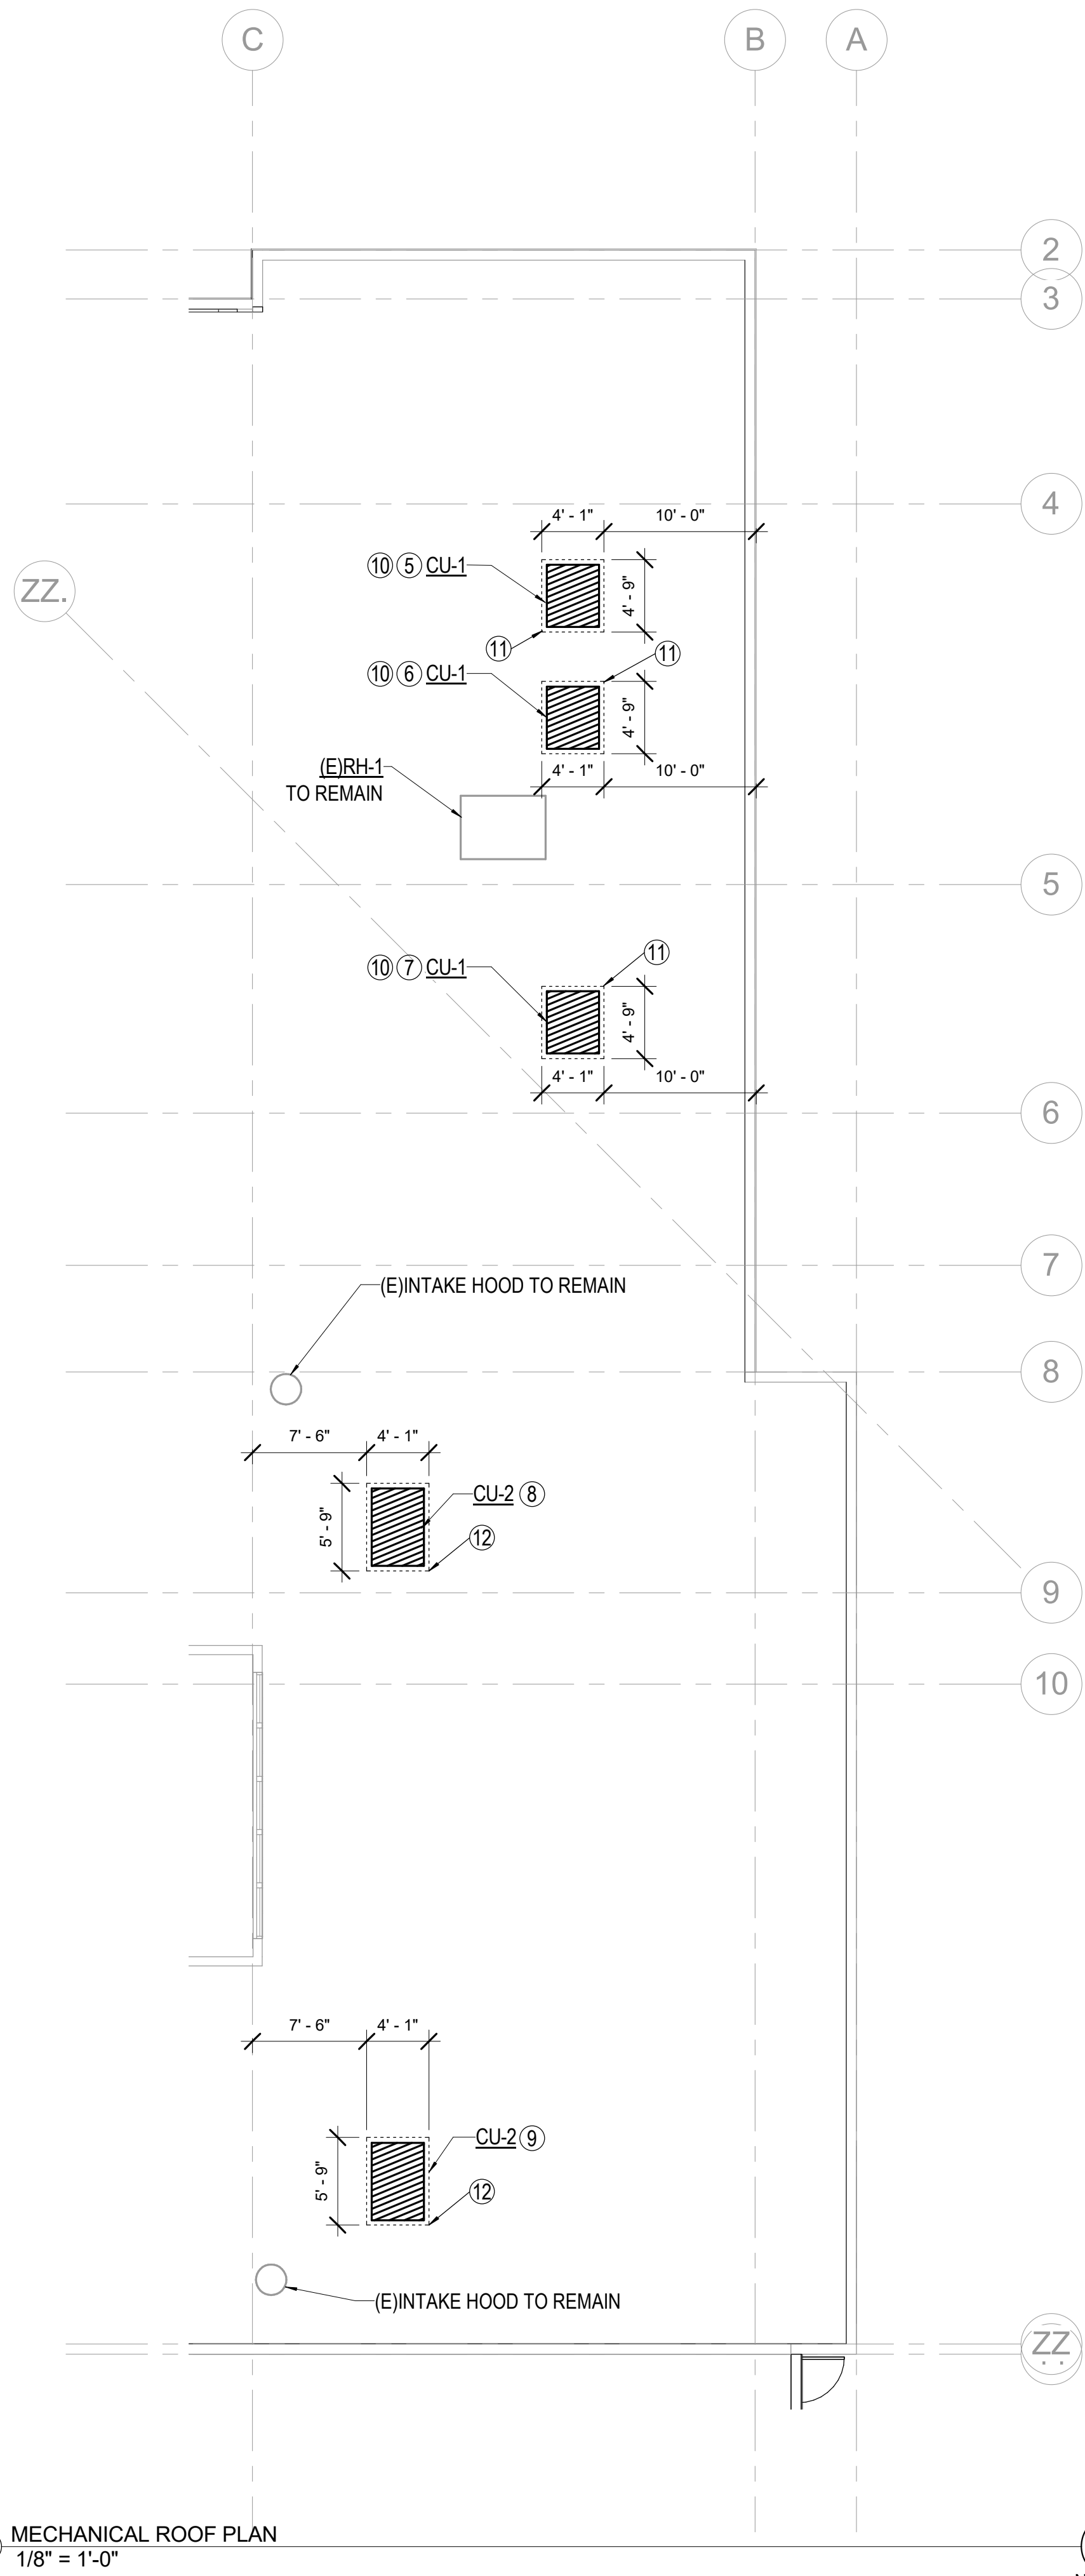 C B A
2
3
4
4' - 1" 10' - 0"
10 5 CU-1
4' - 9"
ZZ.
11
11
10 6 CU-1
4' - 9"
(E)RH-1
TO REMAIN
4' - 1" 10' - 0"
5
11
10 7 CU-1
4' - 9"
4' - 1" 10' - 0"
6
7
(E)INTAKE HOOD TO REMAIN
8
7' - 6" 4' - 1"
CU-2 8
5' - 9"
12
9
10
7' - 6" 4' - 1"
CU-2 9
5' - 9"
12
(E)INTAKE HOOD TO REMAIN
ZZ
MECHANICAL ROOF PLAN
1/8" = 1'-0"